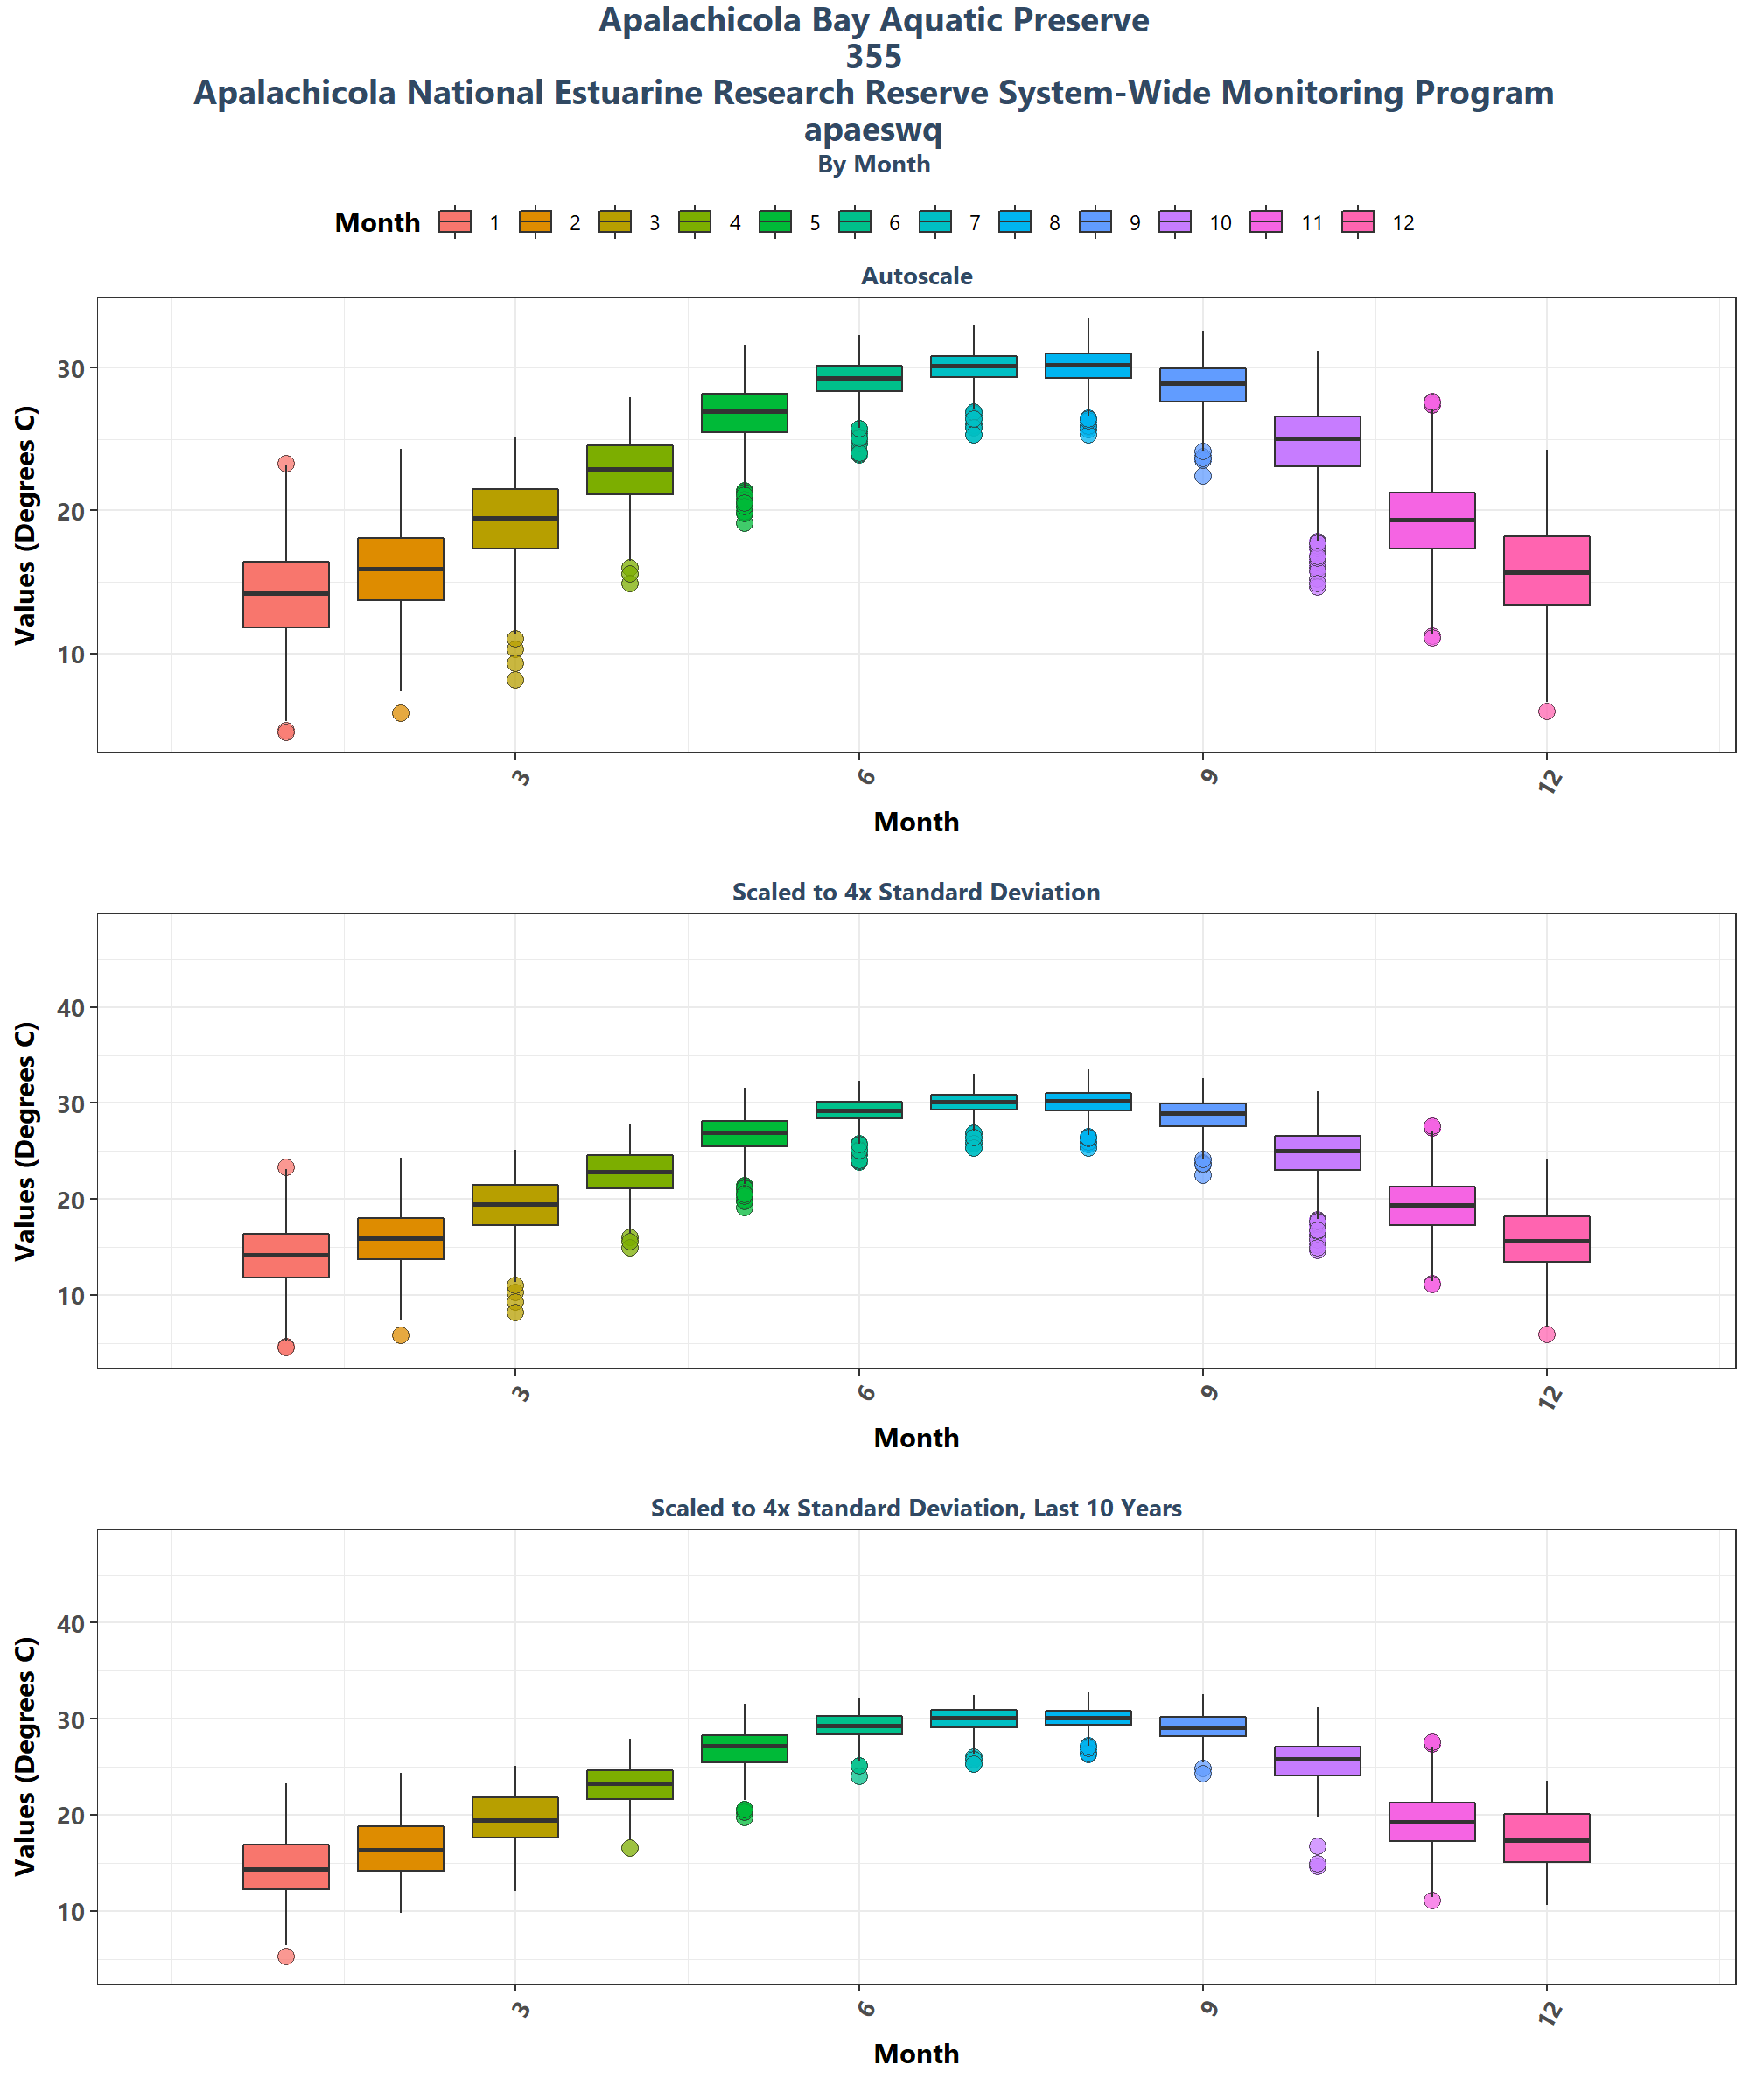 Apalachicola Bay Aquatic Preserve
355
Apalachicola National Estuarine Research Reserve System-Wide Monitoring Program
apaeswq
By Month
Month 1 2 3 4 5 6 7 8 9 10 11 12
Autoscale
Values (Degrees C)
30
20
10
3 6 9 12
Month
Scaled to 4x Standard Deviation
Values (Degrees C)
40
30
20
10
3 6 9 12
Month
Scaled to 4x Standard Deviation, Last 10 Years
Values (Degrees C)
40
30
20
10
3 6 9 12
Month